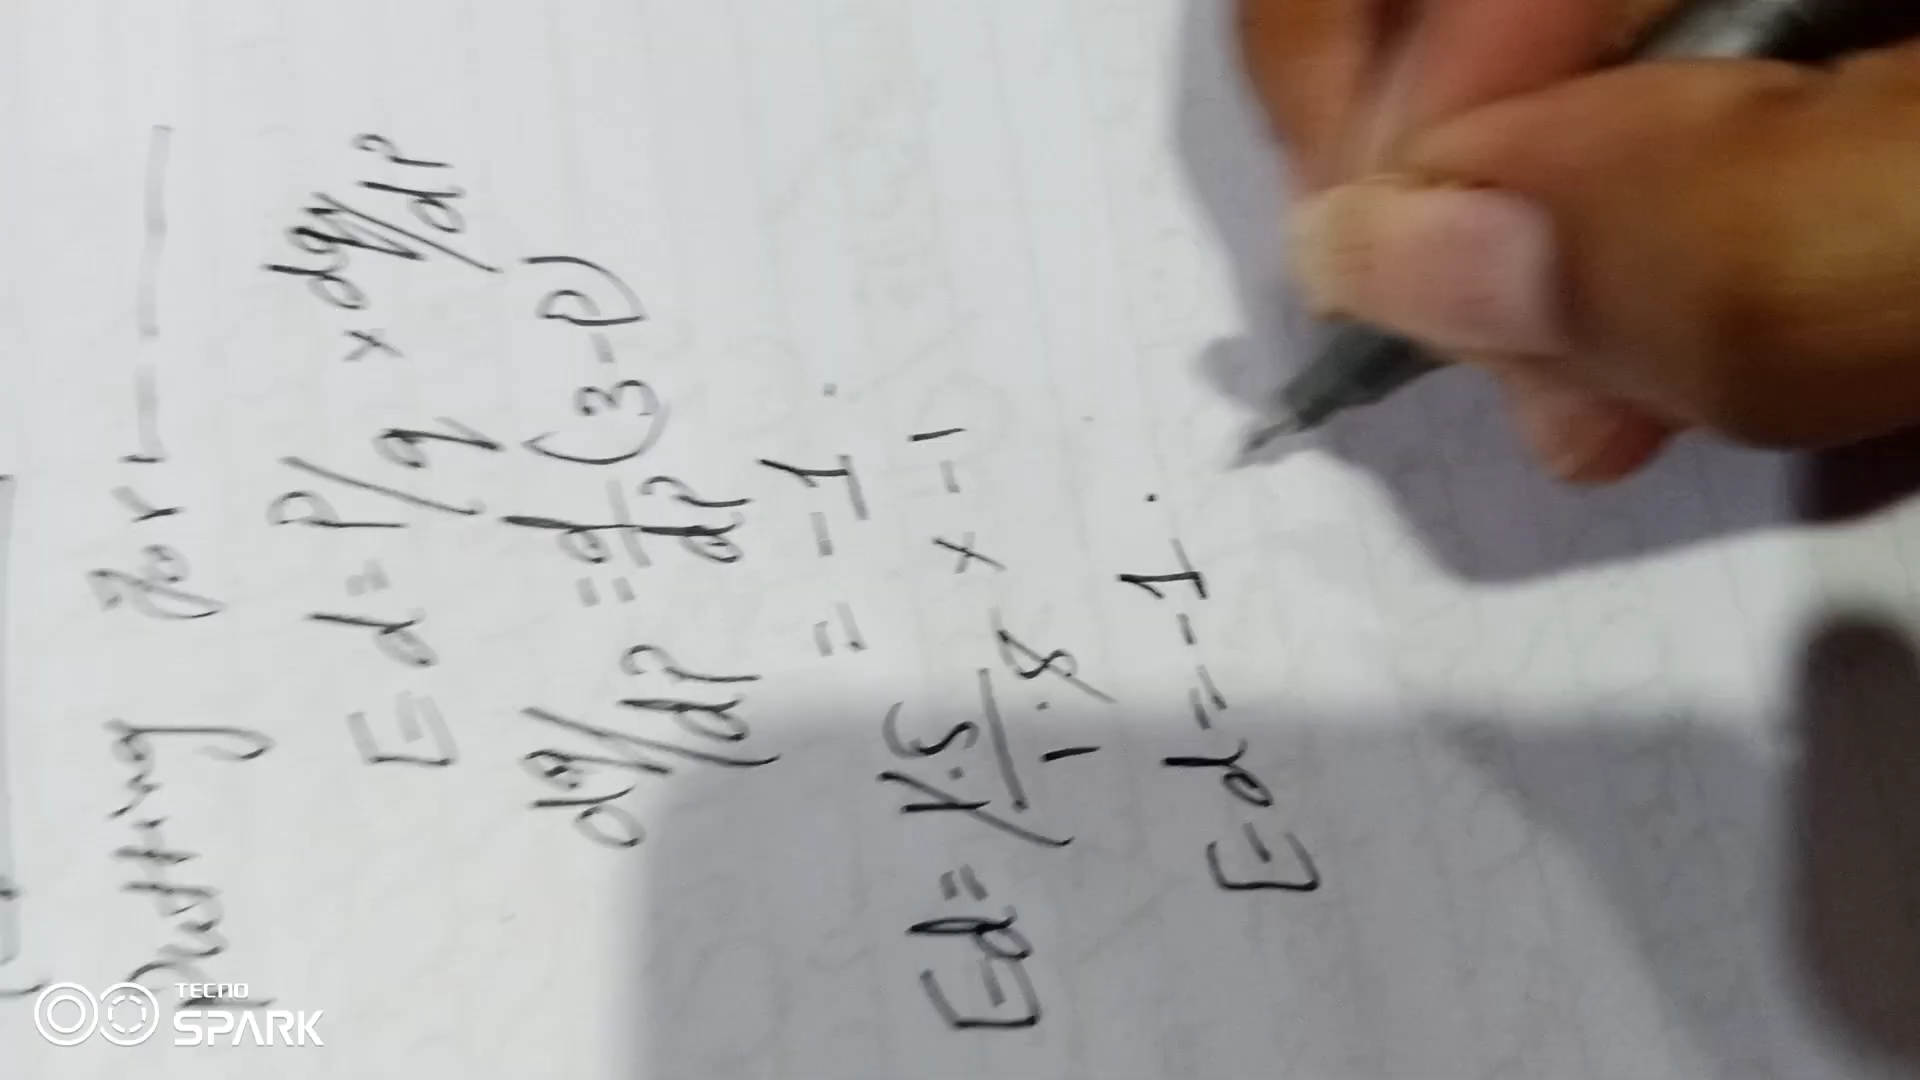 putting for - - - -
Ed = P/q × dq/dP
dq/dP = d/dP (3-P)
= -1.
Ed = 1.5/1.5 × -1
Ed = -1.
TECNO
SPARK